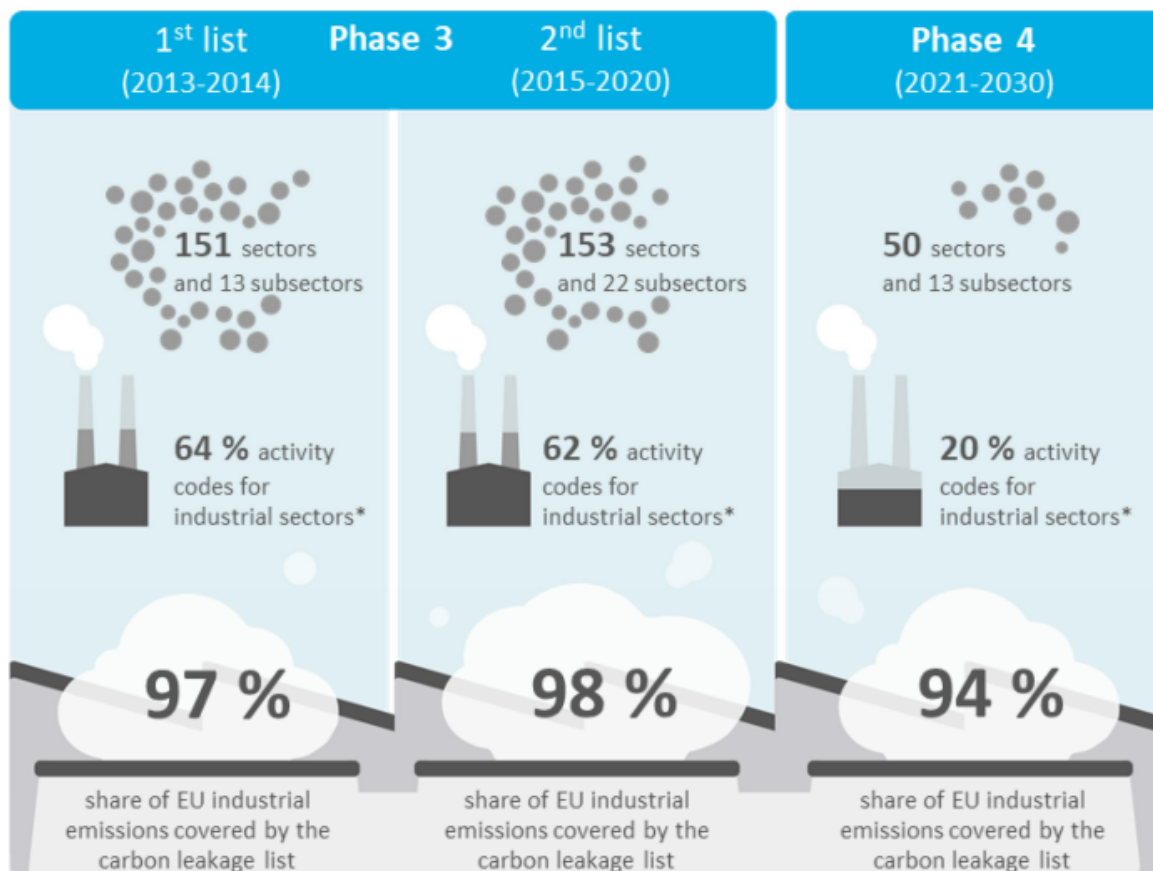 1st list
(2013-2014)
Phase 3
2nd list
(2015-2020)
Phase 4
(2021-2030)
151 sectors
and 13 subsectors
64 % activity
codes for
industrial sectors*
97 %
share of EU industrial
emissions covered by the
carbon leakage list
153 sectors
and 22 subsectors
62 % activity
codes for
industrial sectors*
98 %
share of EU industrial
emissions covered by the
carbon leakage list
50 sectors
and 13 subsectors
20 % activity
codes for
industrial sectors*
94 %
share of EU industrial
emissions covered by the
carbon leakage list